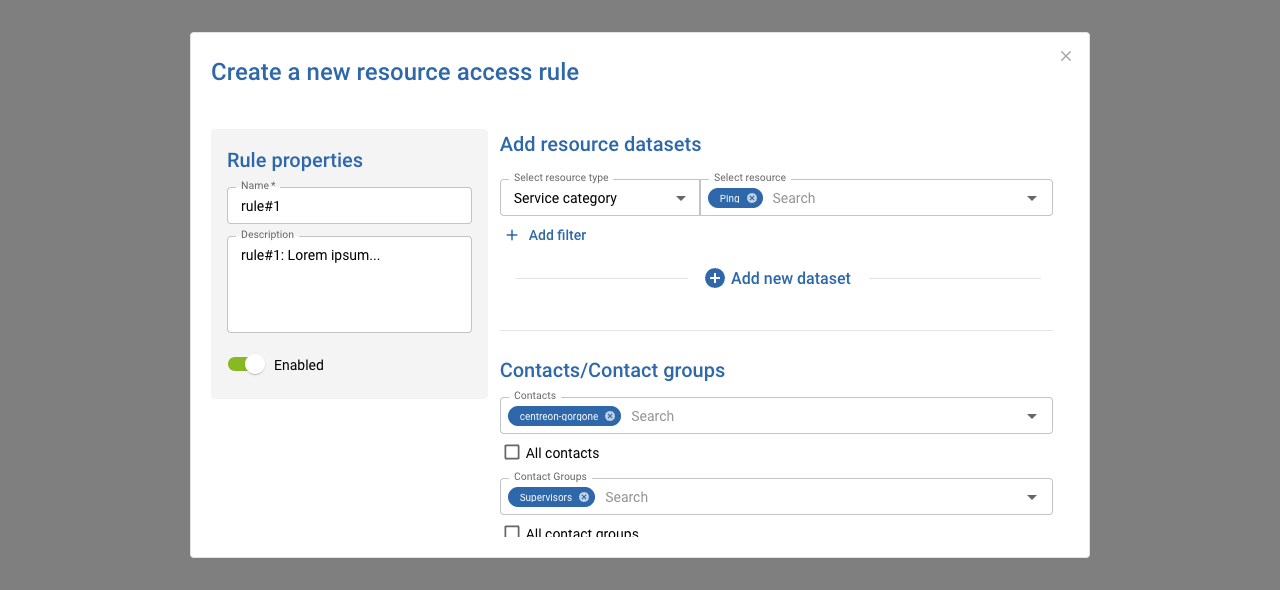 Create a new resource access rule
Rule properties
Name *
rule#1
Description
rule#1: Lorem ipsum...
Enabled
Add resource datasets
Select resource type
Service category
Select resource
Ping
Search
Add filter
Add new dataset
Contacts/Contact groups
Contacts
centreon-gorgone
Search
All contacts
Contact Groups
Supervisors
Search
All contact groups